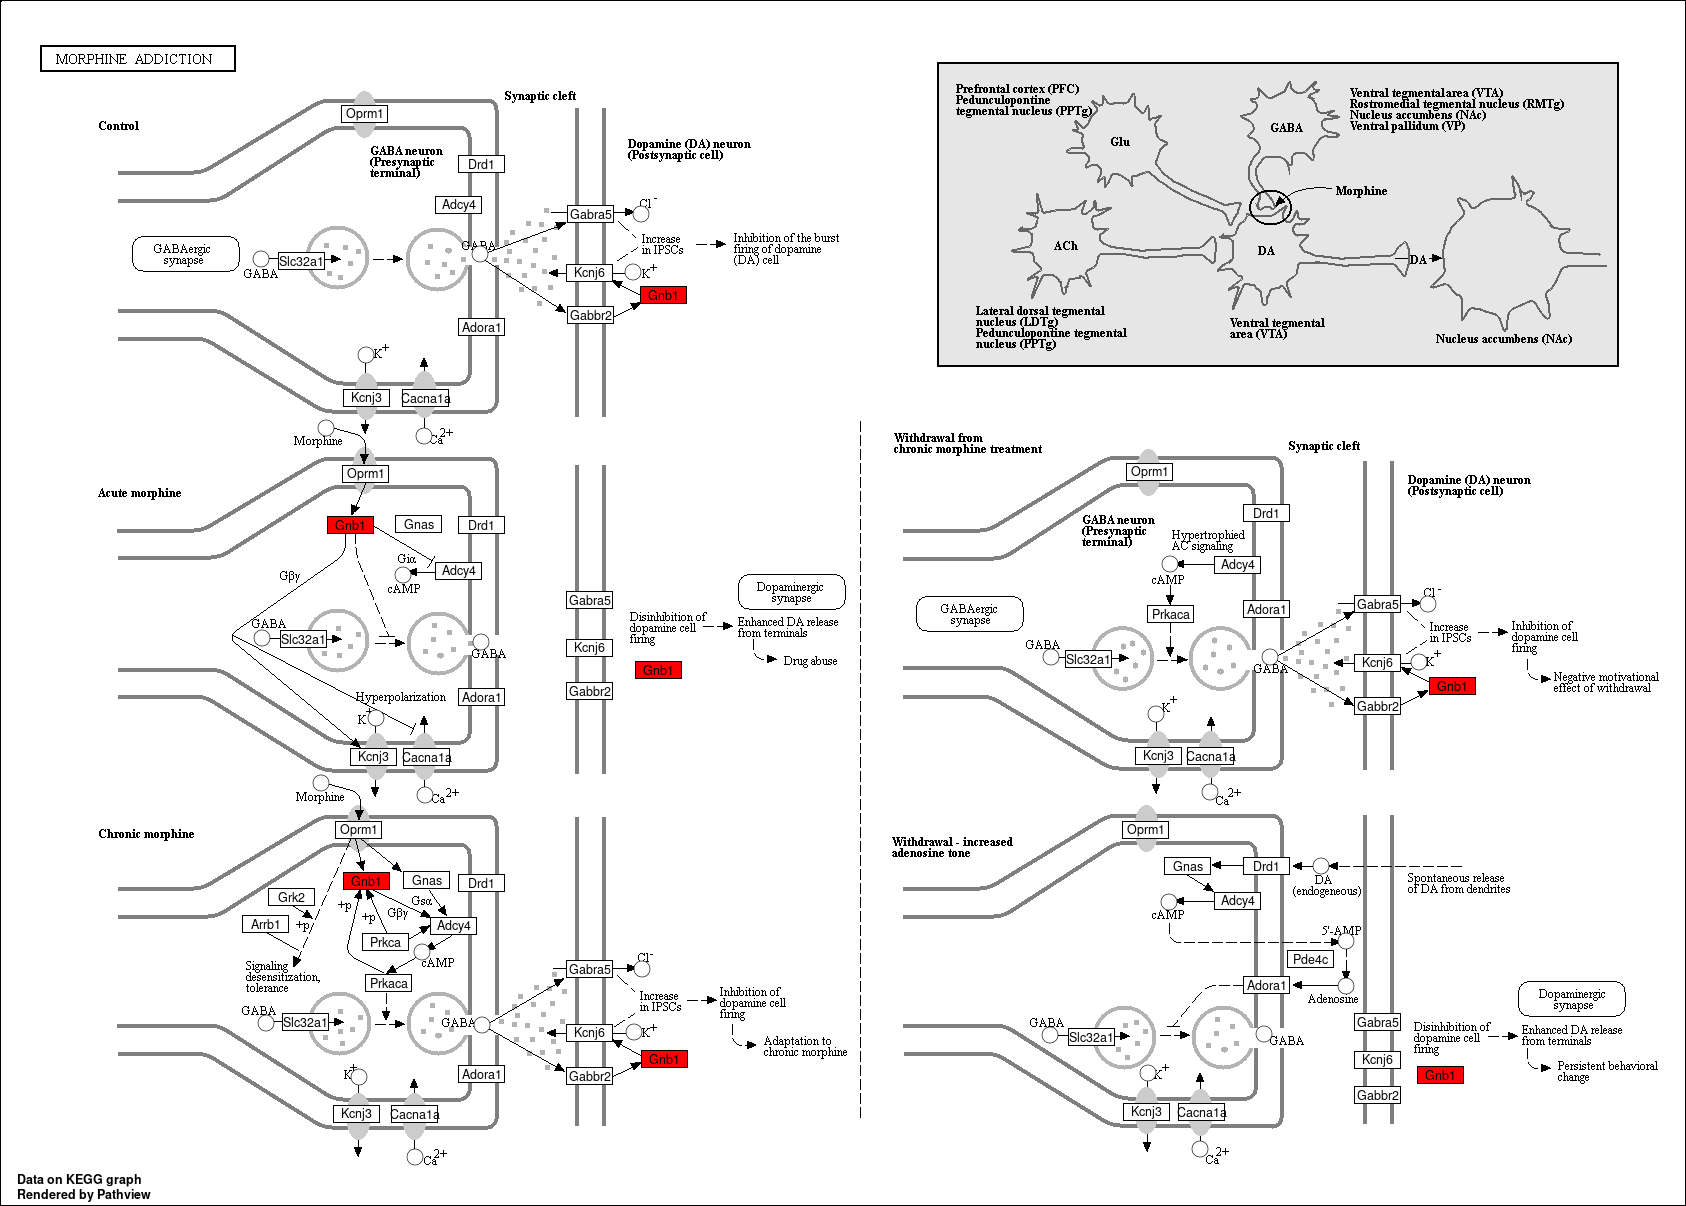 MORPHINE ADDICTION
Control
Oprm1
GABA neuron
(Presynaptic
terminal)
Synaptic cleft
Dopamine (DA) neuron
(Postsynaptic cell)
Drd1
Adcy4
GABAergic
synapse
GABA
Slc32a1
GABA
Gabra5
Cl-
Increase
in IPSCs
Inhibition of the burst
firing of dopamine
(DA) cell
Kcnj6
K+
Gnb1
Gabbr2
Adora1
K+
Kcnj3
Cacna1a
Ca2+
Prefrontal cortex (PFC)
Pedunculopontine
tegmental nucleus (PPTg)
Glu
GABA
Ventral tegmental area (VTA)
Rostromedial tegmental nucleus (RMTg)
Nucleus accumbens (NAc)
Ventral pallidum (VP)
Morphine
ACh
DA
DA
Lateral dorsal tegmental
nucleus (LDTg)
Pedunculopontine tegmental
nucleus (PPTg)
Ventral tegmental
area (VTA)
Nucleus accumbens (NAc)
Morphine
Acute morphine
Oprm1
Gnb1
Gnas
Drd1
Giα
Adcy4
cAMP
Gβγ
GABA
Slc32a1
GABA
Hyperpolarization
K+
Adora1
Kcnj3
Cacna1a
Ca2+
Gabra5
Kcnj6
Gabbr2
Disinhibition of
dopamine cell
firing
Gnb1
Dopaminergic
synapse
Enhanced DA release
from terminals
Drug abuse
Morphine
Chronic morphine
Oprm1
Gnb1
Gnas
Drd1
Grk2
Arrb1
+p
+p
+p
Gβγ
Gsα
Adcy4
Prkca
cAMP
Prkaca
Signaling
desensitization,
tolerance
GABA
Slc32a1
GABA
Adora1
K+
Kcnj3
Cacna1a
Ca2+
Gabra5
Cl-
Increase
in IPSCs
Inhibition of
dopamine cell
firing
Kcnj6
K+
Gnb1
Gabbr2
Adaptation to
chronic morphine
Withdrawal from
chronic morphine treatment
Oprm1
Synaptic cleft
Dopamine (DA) neuron
(Postsynaptic cell)
GABA neuron
(Presynaptic
terminal)
Drd1
Hypertrophied
AC signaling
Adcy4
cAMP
Prkaca
Adora1
GABAergic
synapse
GABA
Slc32a1
GABA
Gabra5
Cl-
Increase
in IPSCs
Inhibition of
dopamine cell
firing
Kcnj6
K+
Gnb1
Gabbr2
Negative motivational
effect of withdrawal
K+
Kcnj3
Cacna1a
Ca2+
Withdrawal - increased
adenosine tone
Oprm1
Gnas
Drd1
DA
(endogeneous)
Spontaneous release
of DA from dendrites
Adcy4
cAMP
5'-AMP
Pde4c
Adora1
Adenosine
GABA
Slc32a1
GABA
K+
Kcnj3
Cacna1a
Ca2+
Gabra5
Kcnj6
Gabbr2
Disinhibition of
dopamine cell
firing
Gnb1
Dopaminergic
synapse
Enhanced DA release
from terminals
Persistent behavioral
change
Data on KEGG graph
Rendered by Pathview